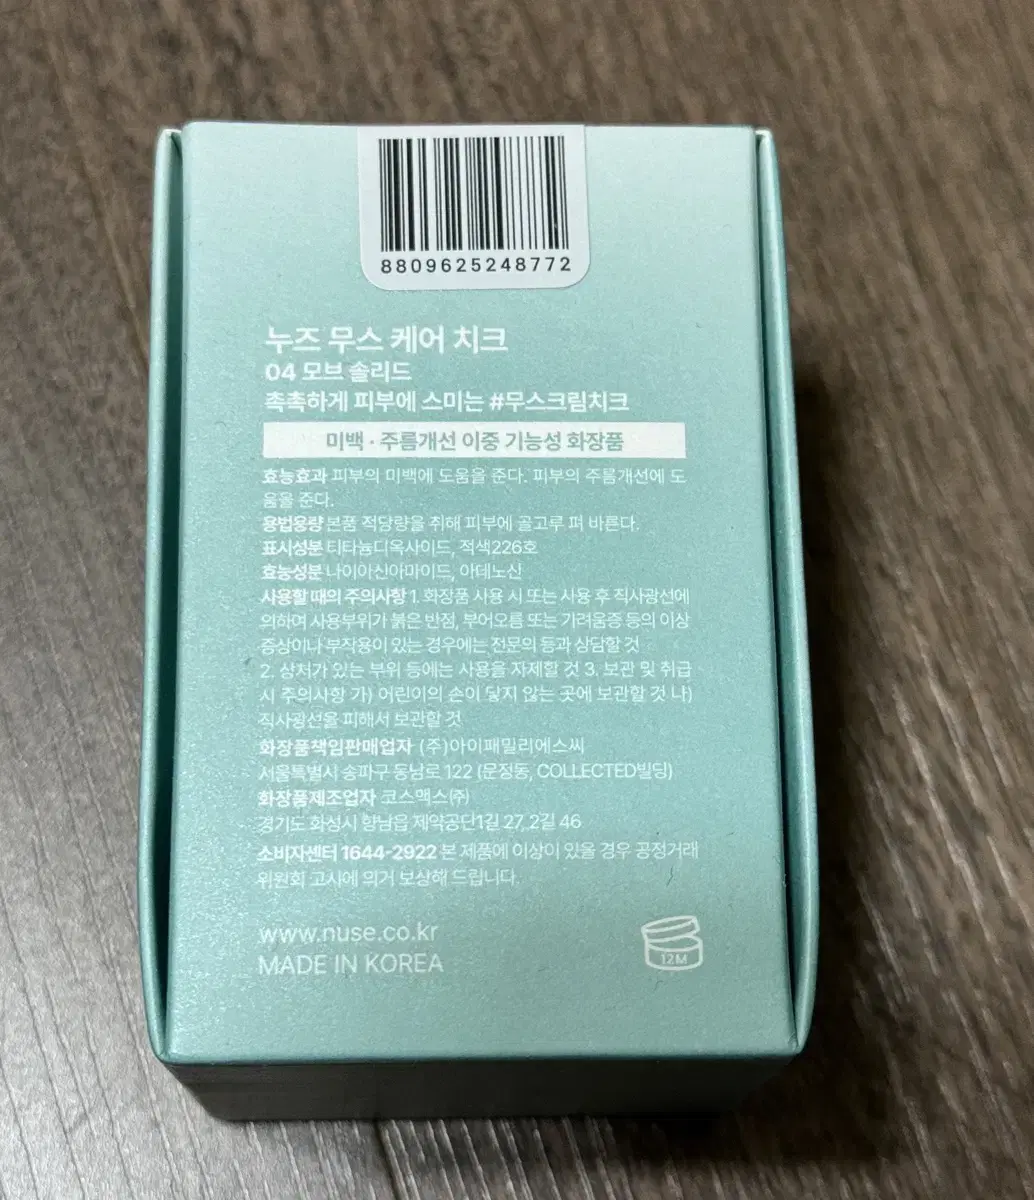 8809625248772
누즈 무스 케어 치크
04 모브 솔리드
촉촉하게 피부에 스미는 #무스크림치크
미백 · 주름개선 이중 기능성 화장품
효능효과 피부의 미백에 도움을 준다. 피부의 주름개선에 도
움을 준다.
용법용량 본품 적당량을 취해 피부에 골고루 펴 바른다.
표시성분 티타늄디옥사이드, 적색226호
효능성분 나이아신아마이드, 아데노신
사용할 때의 주의사항 1. 화장품 사용 시 또는 사용 후 직사광선에
의하여 사용부위가 붉은 반점, 부어오름 또는 가려움증 등의 이상
증상이나 부작용이 있는 경우에는 전문의 등과 상담할 것
2. 상처가 있는 부위 등에는 사용을 자제할 것 3. 보관 및 취급
시 주의사항 가) 어린이의 손이 닿지 않는 곳에 보관할 것 나)
직사광선을 피해서 보관할 것
화장품책임판매업자 (주)아이패밀리에스씨
서울특별시 송파구 동남로 122 (문정동, COLLECTED빌딩)
화장품제조업자 코스맥스㈜
경기도 화성시 향남읍 제약공단1길 27, 2길 46
소비자센터 1644-2922 본 제품에 이상이 있을 경우 공정거래
위원회 고시에 의거 보상해 드립니다.
www.nuse.co.kr
MADE IN KOREA
12M